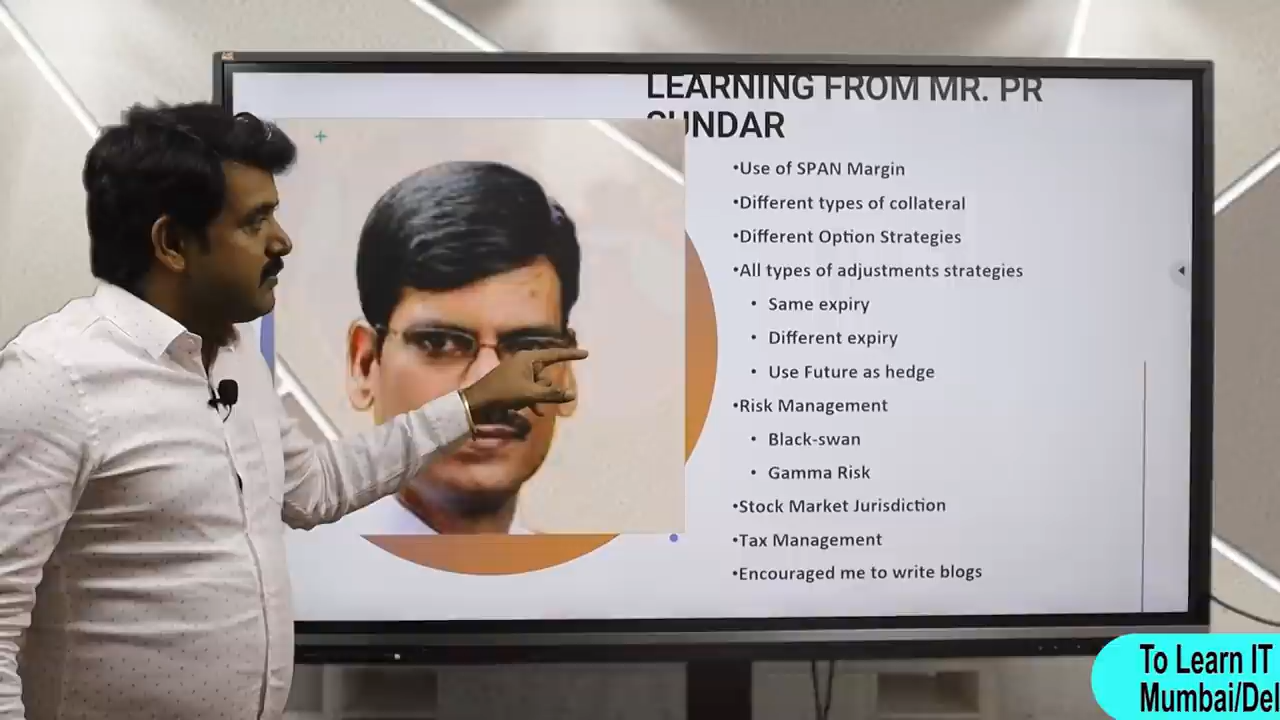 LEARNING FROM MR. PR
SUNDAR
•Use of SPAN Margin
•Different types of collateral
•Different Option Strategies
•All types of adjustments strategies
• Same expiry
• Different expiry
• Use Future as hedge
•Risk Management
• Black-swan
• Gamma Risk
•Stock Market Jurisdiction
•Tax Management
•Encouraged me to write blogs
To Learn IT
Mumbai/Del